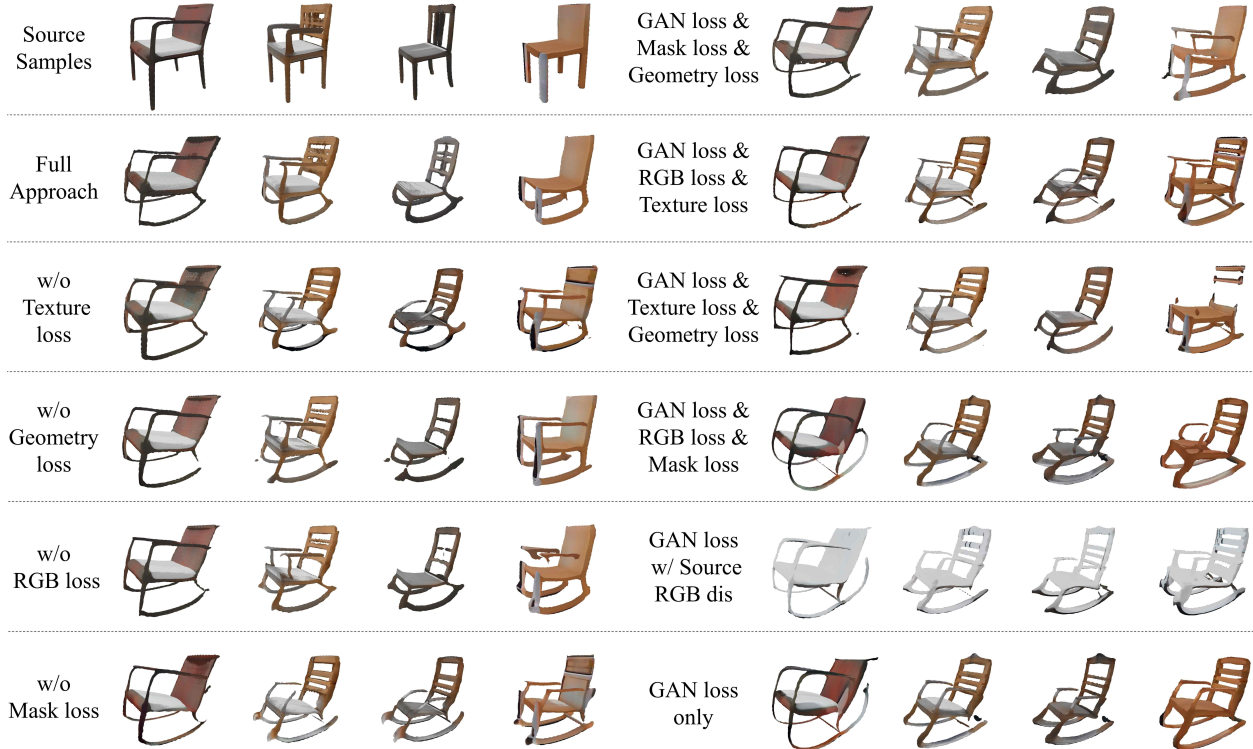 Source
Samples
GAN loss &
Mask loss &
Geometry loss
Full
Approach
GAN loss &
RGB loss &
Texture loss
w/o
Texture
loss
GAN loss &
Texture loss &
Geometry loss
w/o
Geometry
loss
GAN loss &
RGB loss &
Mask loss
w/o
RGB loss
GAN loss
w/ Source
RGB dis
w/o
Mask loss
GAN loss
only